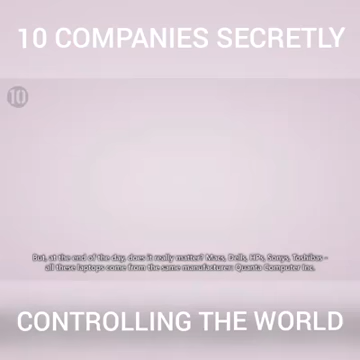 10 COMPANIES SECRETLY
10
But, at the end of the day, does it really matter? Macs, Dells, HPs, Sonys, Toshibas -
all these laptops come from the same manufacturer: Quanta Computer Inc.
CONTROLLING THE WORLD